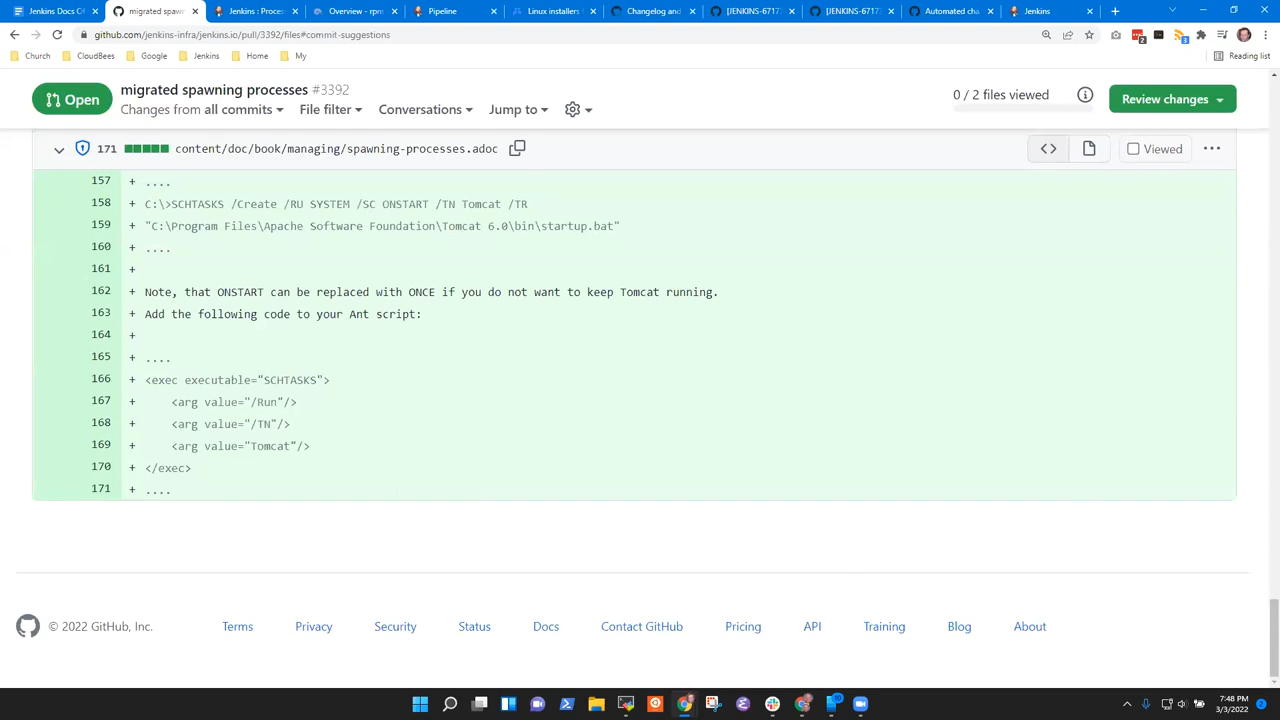 Jenkins Docs Of
migrated spaw
Jenkins : Proces
Overview - rpm
Pipeline
Linux installers
Changelog and
[JENKINS-6717
[JENKINS-6717
Automated cha
Jenkins
github.com/jenkins-infra/jenkins.io/pull/3392/files#commit-suggestions
Church
CloudBees
Google
Jenkins
Home
My
Reading list
Open
migrated spawning processes #3392
Changes from all commits
File filter
Conversations
Jump to
0 / 2 files viewed
Review changes
171
content/doc/book/managing/spawning-processes.adoc
Viewed
157 + ....
158 + C:\>SCHTASKS /Create /RU SYSTEM /SC ONSTART /TN Tomcat /TR
159 + "C:\Program Files\Apache Software Foundation\Tomcat 6.0\bin\startup.bat"
160 + ....
161 +
162 + Note, that ONSTART can be replaced with ONCE if you do not want to keep Tomcat running.
163 + Add the following code to your Ant script:
164 +
165 + ....
166 + <exec executable="SCHTASKS">
167 + <arg value="/Run"/>
168 + <arg value="/TN"/>
169 + <arg value="Tomcat"/>
170 + </exec>
171 + ....
© 2022 GitHub, Inc.
Terms
Privacy
Security
Status
Docs
Contact GitHub
Pricing
API
Training
Blog
About
7:48 PM
3/3/2022